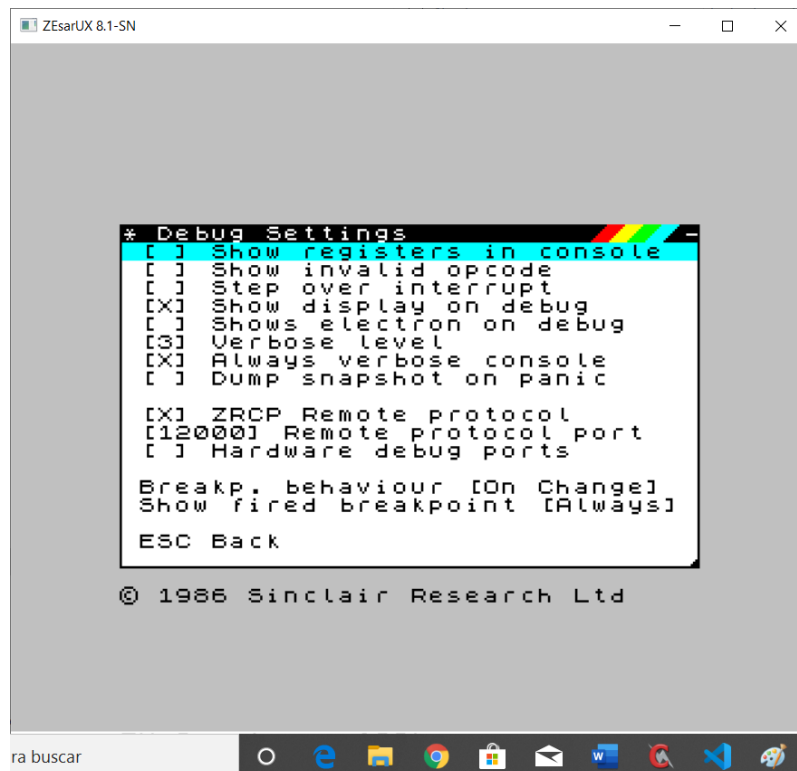 ZEsarUX 8.1-SN
* Debug Settings -
[ ] Show registers in console
[ ] Show invalid opcode
[ ] Step over interrupt
[X] Show display on debug
[ ] Shows electron on debug
[3] Verbose level
[X] Always verbose console
[ ] Dump snapshot on panic
[X] ZRCP Remote protocol
[12000] Remote protocol port
[ ] Hardware debug ports
Breakp. behaviour [On Change]
Show fired breakpoint [Always]
ESC Back
© 1986 Sinclair Research Ltd
ra buscar